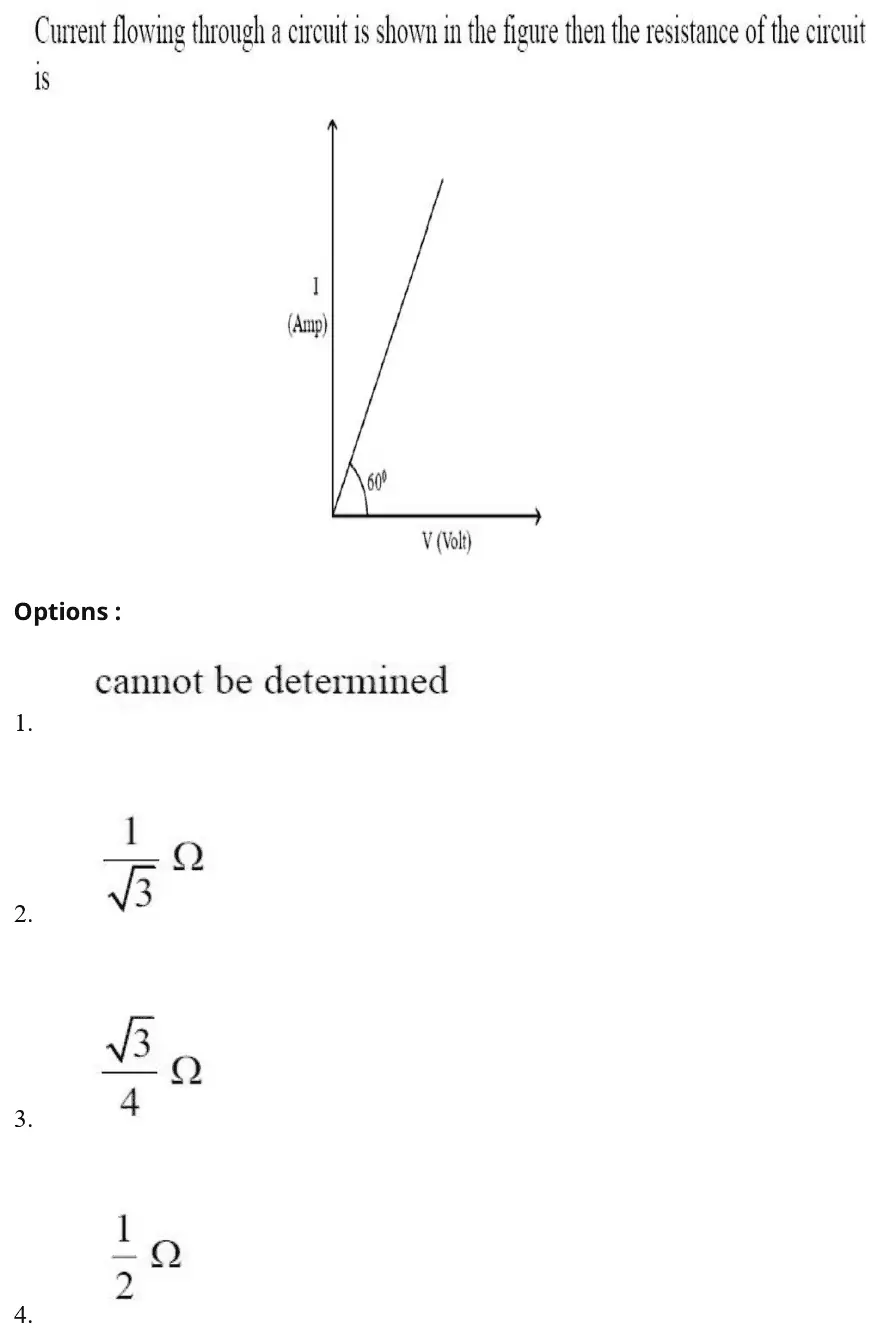 Current flowing through a circuit is shown in the figure then the resistance of the circuit
is
I
(Amp)
60⁰
V (Volt)
Options :
cannot be determined
1.
1
√3 Ω
2.
√3
4 Ω
3.
1
2 Ω
4.